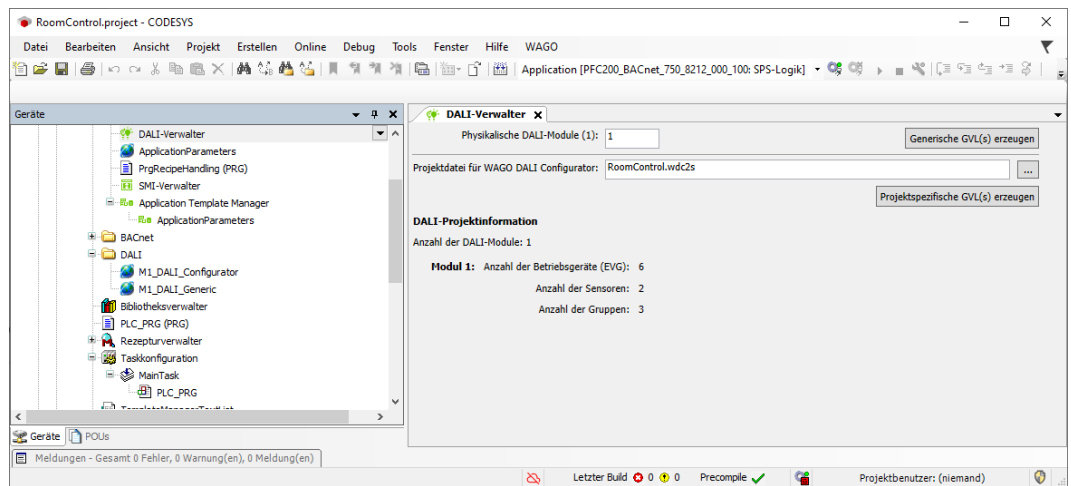 RoomControl.project - CODESYS
Datei Bearbeiten Ansicht Projekt Erstellen Online Debug Tools Fenster Hilfe WAGO
Application [PFC200_BACnet_750_8212_000_100: SPS-Logik]
Geräte
DALI-Verwalter
ApplicationParameters
PrgRecipeHandling (PRG)
SMI-Verwalter
Application Template Manager
ApplicationParameters
BACnet
DALI
M1_DALI_Configurator
M1_DALI_Generic
Bibliotheksverwalter
PLC_PRG (PRG)
Rezepturverwalter
Taskkonfiguration
MainTask
PLC_PRG
Geräte POUs
DALI-Verwalter
Physikalische DALI-Module (1): 1
Generische GVL(s) erzeugen
Projektdatei für WAGO DALI Configurator: RoomControl.wdc2s ...
Projektspezifische GVL(s) erzeugen
DALI-Projektinformation
Anzahl der DALI-Module: 1
Modul 1: Anzahl der Betriebsgeräte (EVG): 6
Anzahl der Sensoren: 2
Anzahl der Gruppen: 3
Meldungen - Gesamt 0 Fehler, 0 Warnung(en), 0 Meldung(en)
Letzter Build 0 0 Precompile Projektbenutzer: (niemand)